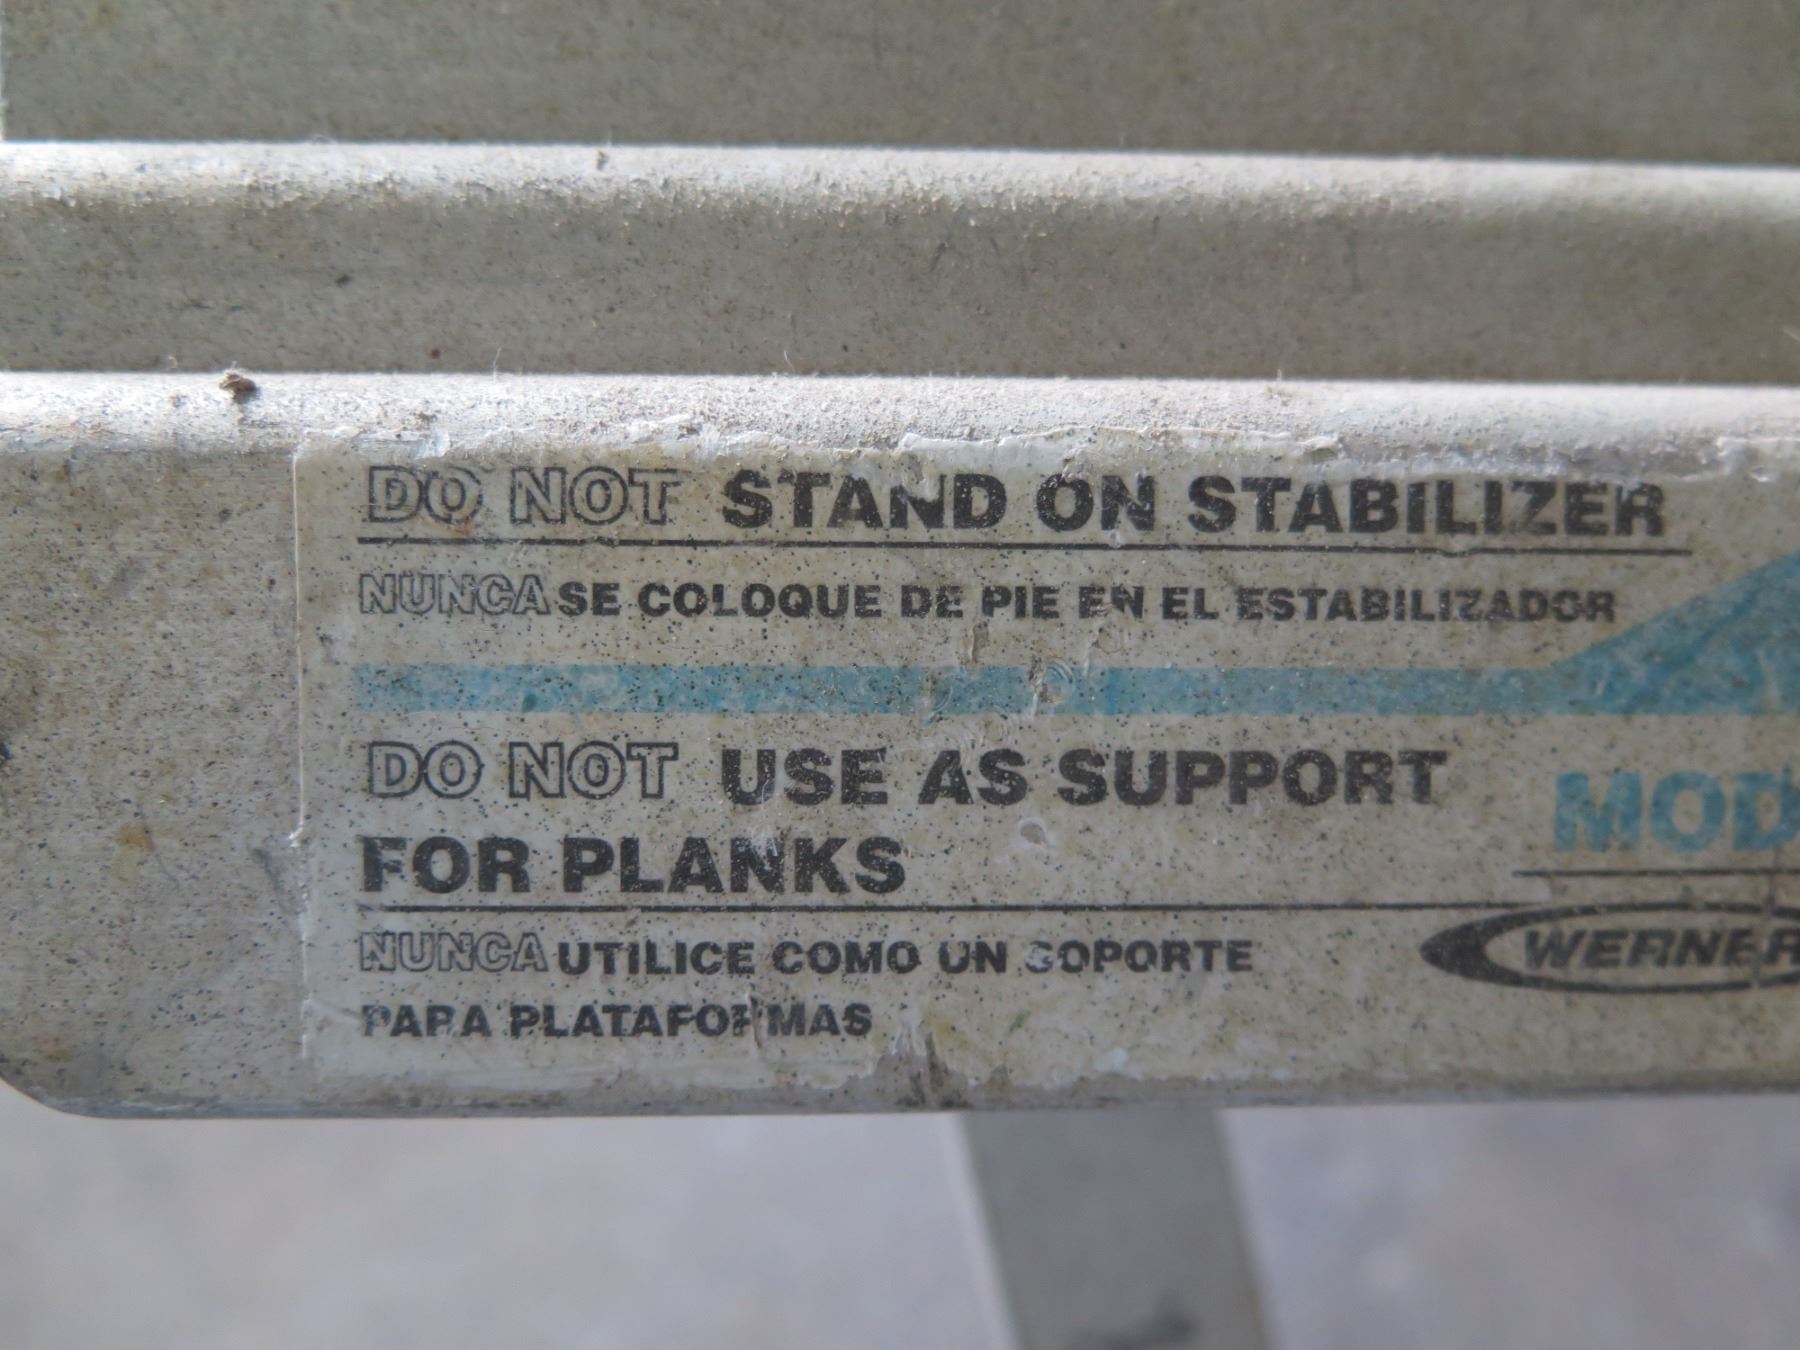 DO NOT STAND ON STABILIZER
NUNCA SE COLOQUE DE PIE EN EL ESTABILIZADOR
DO NOT USE AS SUPPORT
FOR PLANKS
NUNCA UTILICE COMO UN SOPORTE
PARA PLATAFORMAS
MOD
WERNER